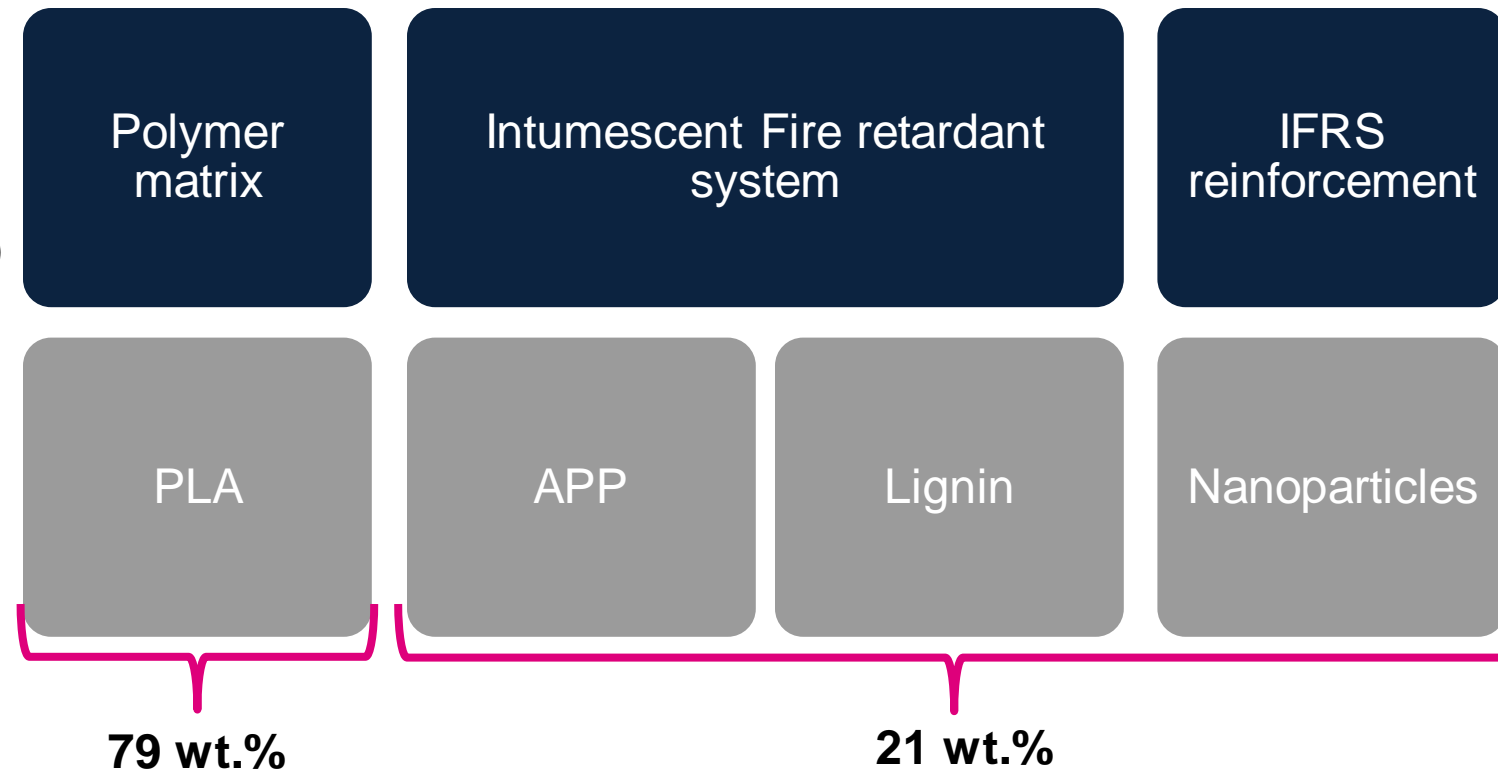 Polymer
matrix
Intumescent Fire retardant
system
IFRS
reinforcement
PLA
APP
Lignin
Nanoparticles
79 wt.%
21 wt.%